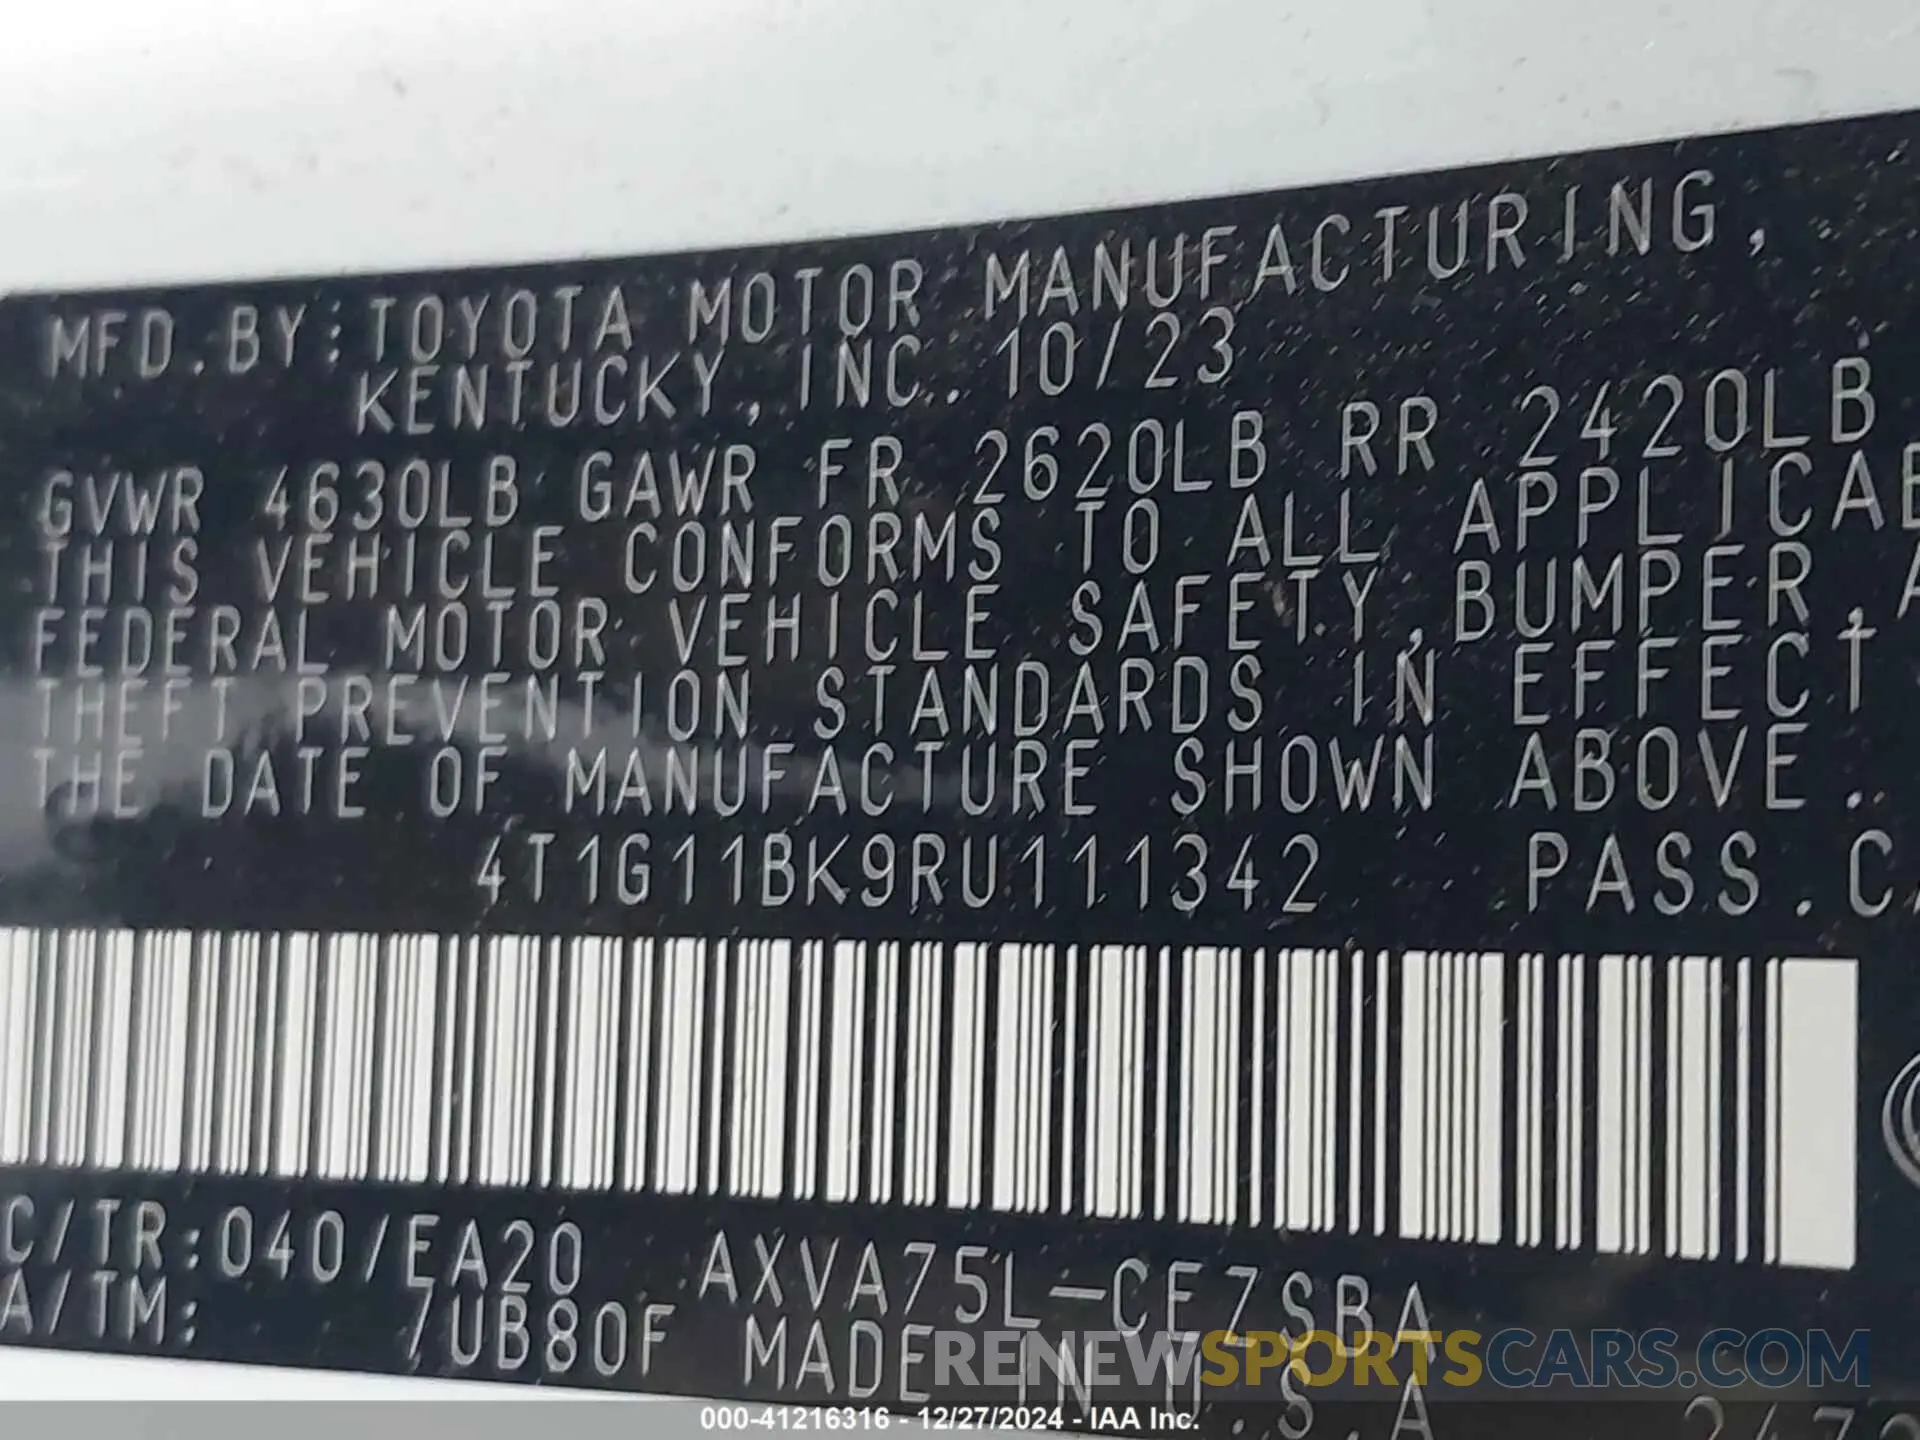 MFD. BY: TOYOTA MOTOR MANUFACTURING,
KENTUCKY, INC. 10/23
GVWR 4630LB GAWR FR 2620LB RR 2420LB
THIS VEHICLE CONFORMS TO ALL APPLICAB
FEDERAL MOTOR VEHICLE SAFETY, BUMPER, A
THEFT PREVENTION STANDARDS IN EFFECT
THE DATE OF MANUFACTURE SHOWN ABOVE.
4T1G11BK9RU111342 PASS.CA
C/TR:040/EA20 AXVA75L-CEZSBA
A/TM: 7UB80F MADE IN U.S.A
RENEWSPORTSCARS.COM
000-41216316 - 12/27/2024 - IAA Inc.